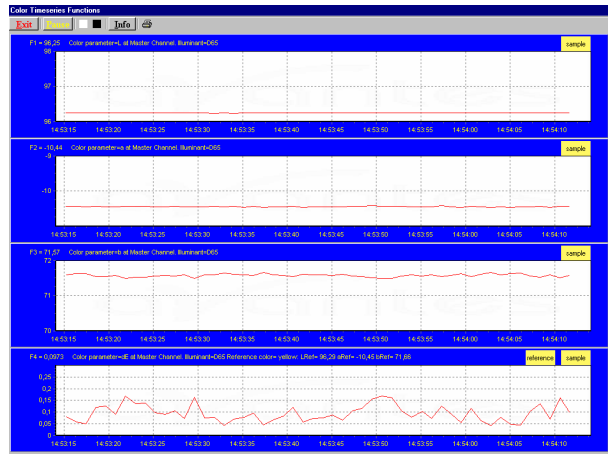 Color Timeseries Functions
Exit Pause Info
F1 = 96,25 Color parameter=L at Master Channel. Illuminant=D65 sample
98
97
96
14:53:15 14:53:20 14:53:25 14:53:30 14:53:35 14:53:40 14:53:45 14:53:50 14:53:55 14:54:00 14:54:05 14:54:10
F2 = -10,44 Color parameter=a at Master Channel. Illuminant=D65 sample
-9
-10
14:53:15 14:53:20 14:53:25 14:53:30 14:53:35 14:53:40 14:53:45 14:53:50 14:53:55 14:54:00 14:54:05 14:54:10
F3 = 71,57 Color parameter=b at Master Channel. Illuminant=D65 sample
72
71
70
14:53:15 14:53:20 14:53:25 14:53:30 14:53:35 14:53:40 14:53:45 14:53:50 14:53:55 14:54:00 14:54:05 14:54:10
F4 = 0,0973 Color parameter=dE at Master Channel. Illuminant=D65 Reference color= yellow: LRef= 96,29 aRef= -10,45 bRef= 71,66 reference sample
0,25
0,2
0,15
0,1
0,05
0
14:53:15 14:53:20 14:53:25 14:53:30 14:53:35 14:53:40 14:53:45 14:53:50 14:53:55 14:54:00 14:54:05 14:54:10